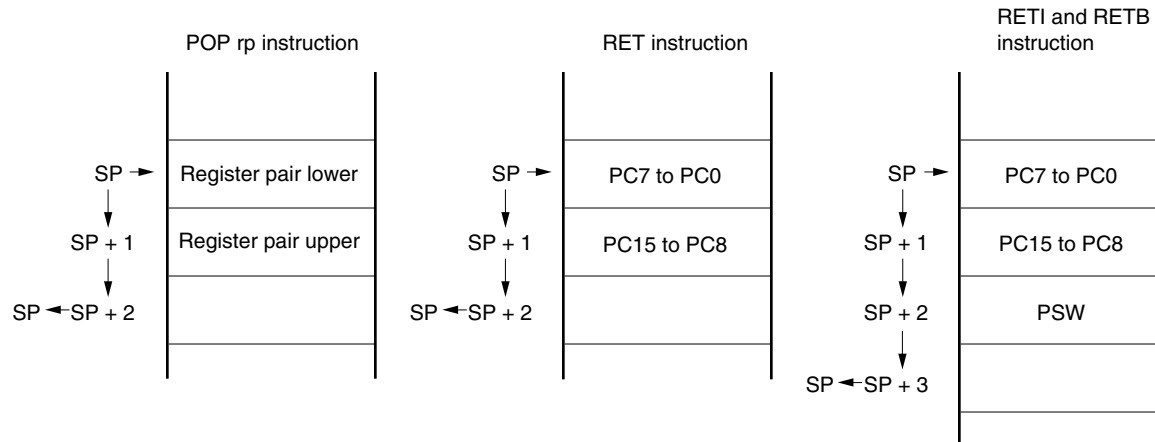 POP rp instruction
SP
Register pair lower
SP + 1
Register pair upper
SP
SP + 2
RET instruction
SP
PC7 to PC0
SP + 1
PC15 to PC8
SP
SP + 2
RETI and RETB
instruction
SP
PC7 to PC0
SP + 1
PC15 to PC8
SP + 2
PSW
SP
SP + 3